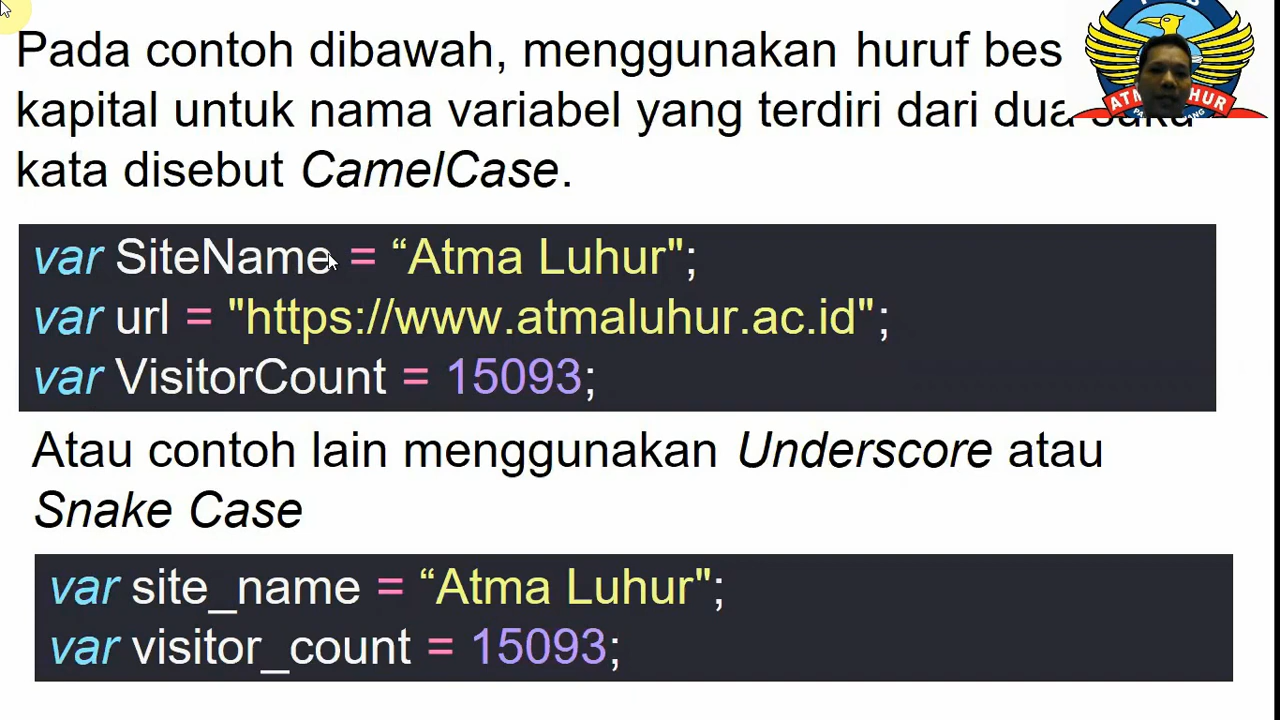 Pada contoh dibawah, menggunakan huruf bes
kapital untuk nama variabel yang terdiri dari dua suku
kata disebut CamelCase.
var SiteName = “Atma Luhur";
var url = "https://www.atmaluhur.ac.id";
var VisitorCount = 15093;
Atau contoh lain menggunakan Underscore atau
Snake Case
var site_name = “Atma Luhur";
var visitor_count = 15093;